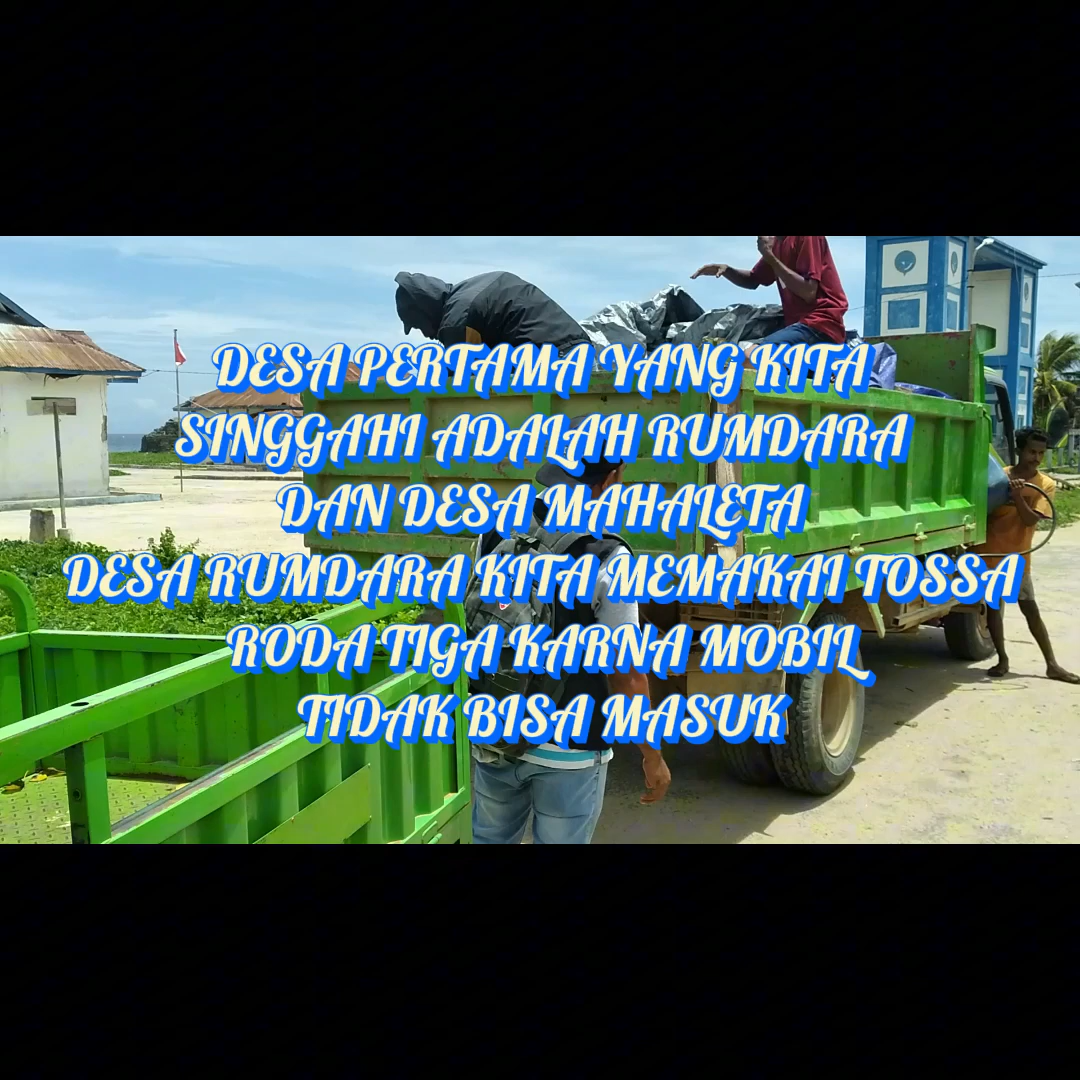 DESA PERTAMA YANG KITA
SINGGAHI ADALAH RUMDARA
DAN DESA MAHALETA
DESA RUMDARA KITA MEMAKAI TOSSA
RODA TIGA KARNA MOBIL
TIDAK BISA MASUK